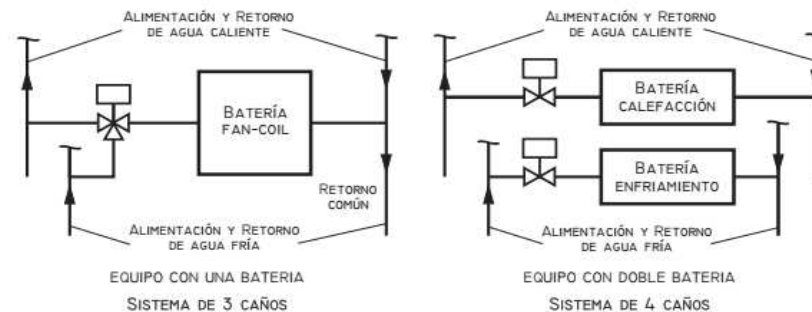 Alimentación y Retorno
de agua caliente
Batería
fan-coil
Retorno
común
Alimentación y Retorno
de agua fría
EQUIPO CON UNA BATERIA
Sistema de 3 caños
Alimentación y Retorno
de agua caliente
Batería
calefacción
Batería
enfriamiento
Alimentación y Retorno
de agua fría
EQUIPO CON DOBLE BATERIA
Sistema de 4 caños